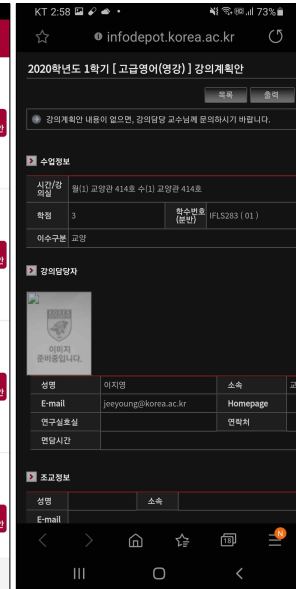 KT 2:58
73%
infodepot.korea.ac.kr
2020학년도 1학기 [ 고급영어(영강) ] 강의계획안
목록 출력
강의계획안 내용이 없으면, 강의담당 교수님께 문의하시기 바랍니다.
수업정보
시간/강의실 월(1) 교양관 414호 수(1) 교양관 414호
학점 3 학수번호(분반) IFLS283 ( 01 )
이수구분 교양
강의담당자
KOREA
이미지
준비중입니다.
성명 이지영 소속 교
E-mail jeeyoung@korea.ac.kr Homepage
연구실호실 연락처
면담시간
조교정보
성명 소속
E-mail
18
N
안
안
안
안